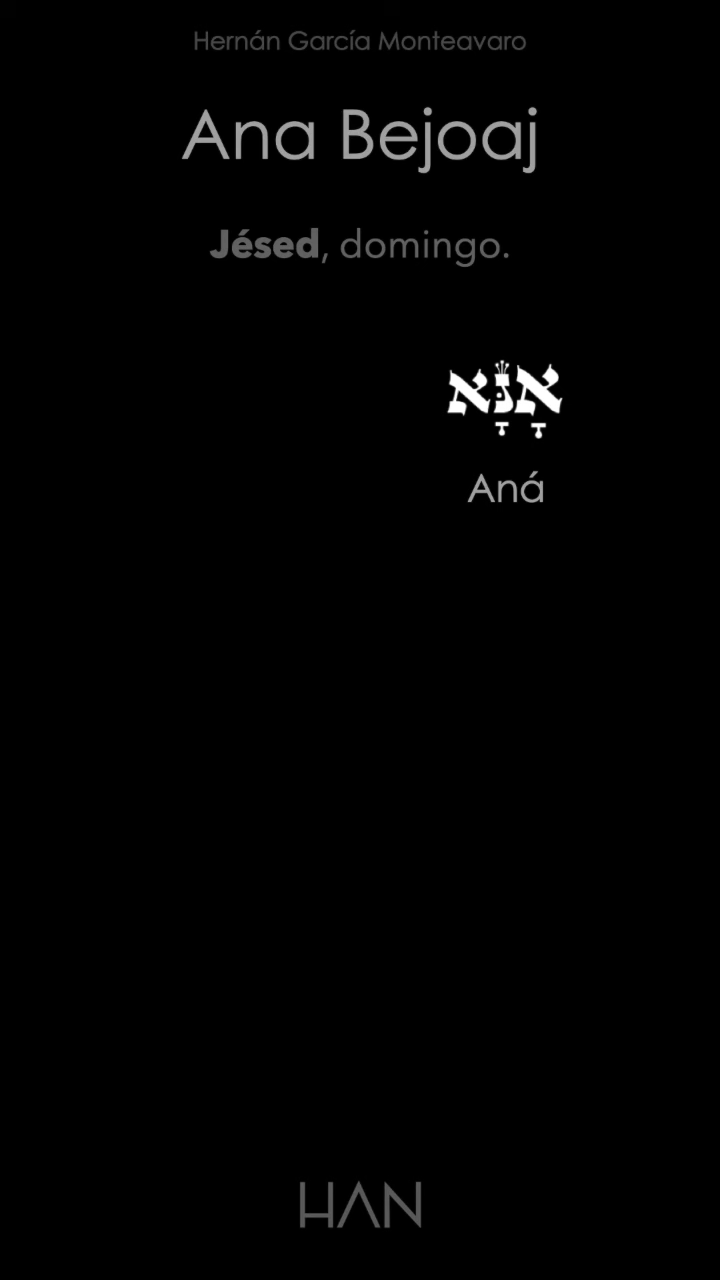 Hernán García Monteavaro
Ana Bejoaj
Jésed, domingo.
אָנָּא
Aná
HAN